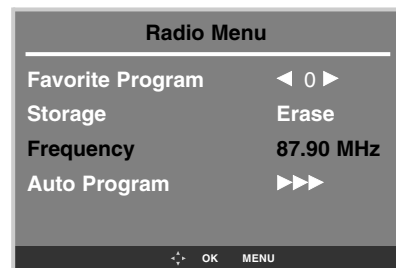 Radio Menu
Favorite Program ◀ 0 ▶
Storage Erase
Frequency 87.90 MHz
Auto Program ▶▶▶
OK MENU